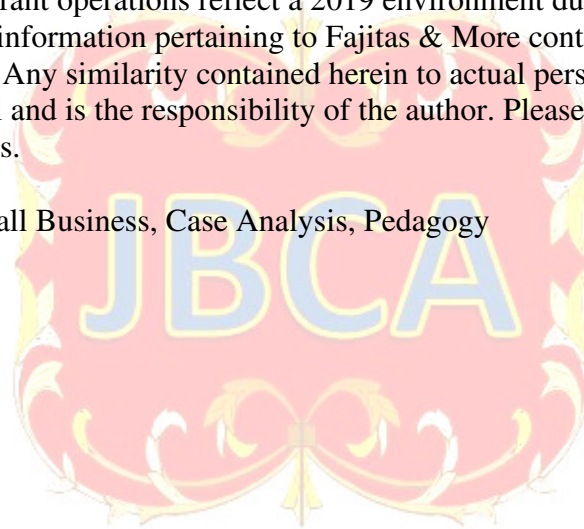 rant operations reflect a 2019 environment du
information pertaining to Fajitas & More cont
Any similarity contained herein to actual pers
and is the responsibility of the author. Please
s.
all Business, Case Analysis, Pedagogy
JBCA